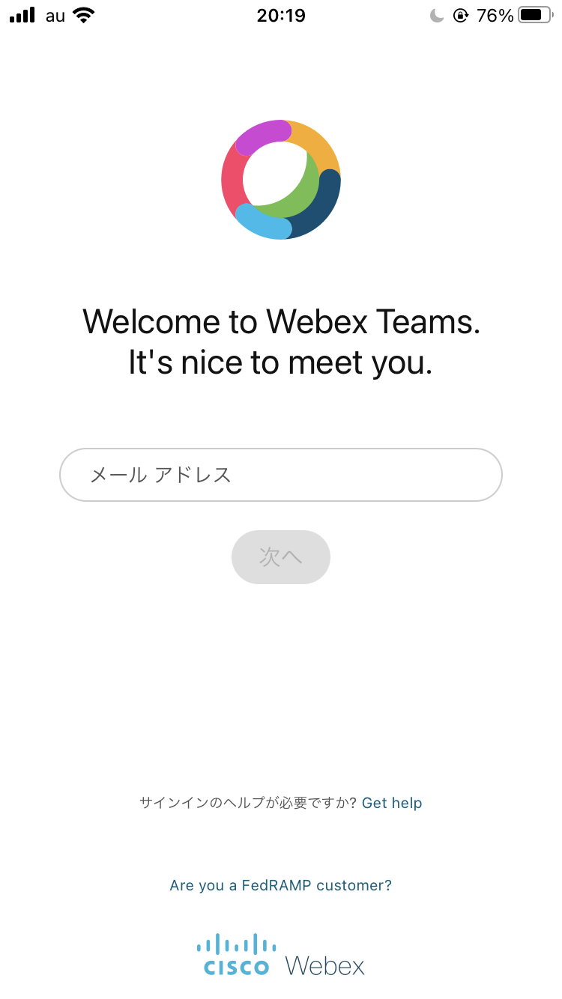 au 20:19 76%
Welcome to Webex Teams.
It's nice to meet you.
メール アドレス
次へ
サインインのヘルプが必要ですか? Get help
Are you a FedRAMP customer?
CISCO Webex